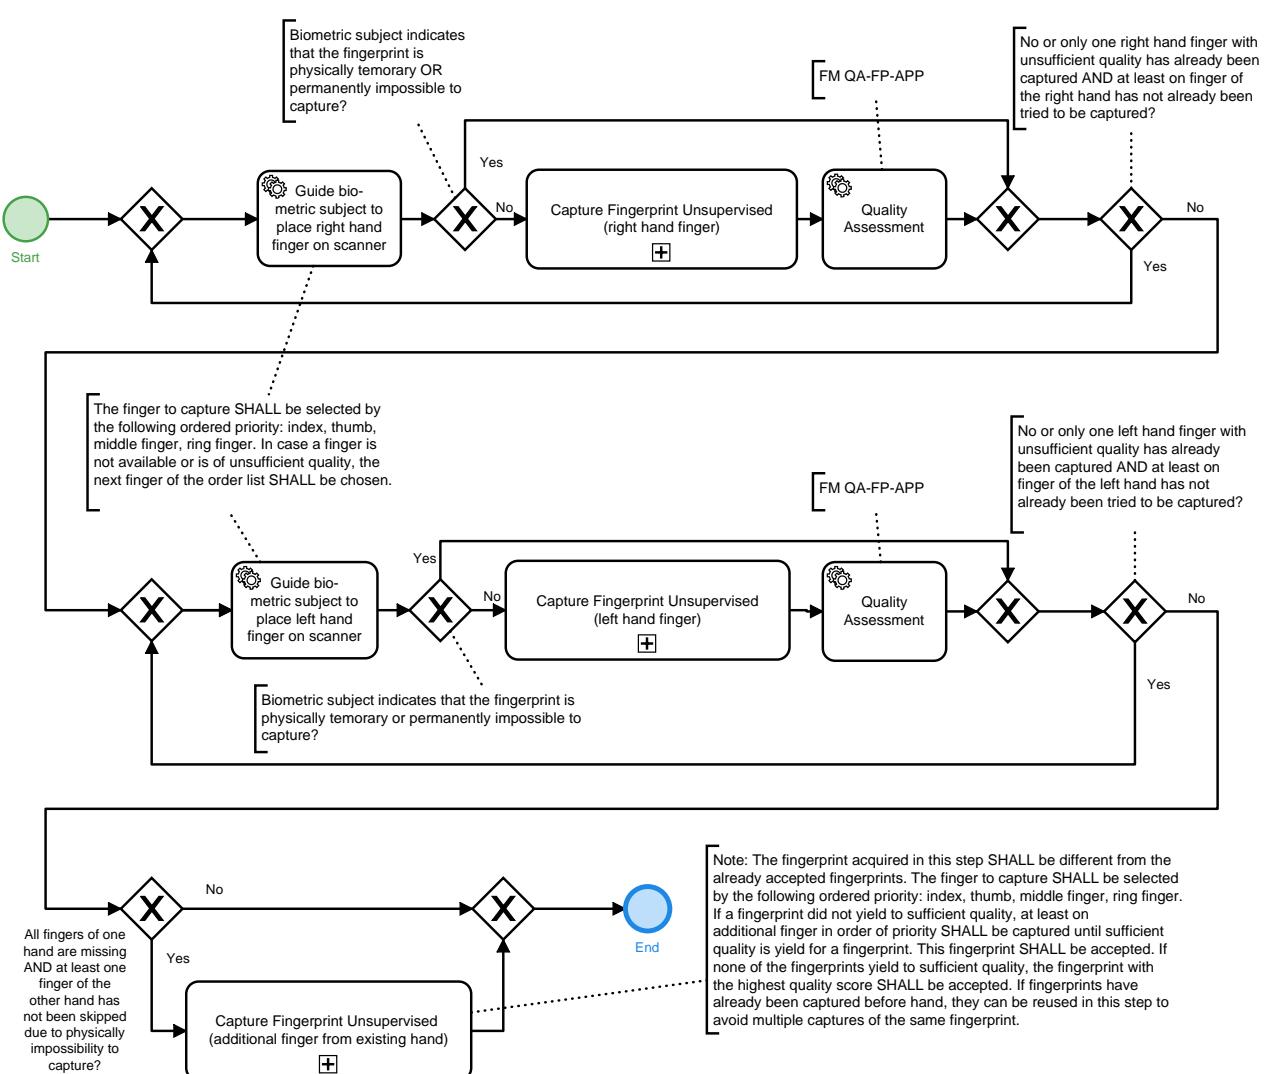 Biometric subject indicates
that the fingerprint is
physically temorary OR
permanently impossible to
capture?
FM QA-FP-APP
No or only one right hand finger with
unsufficient quality has already been
captured AND at least on finger of
the right hand has not already been
tried to be captured?
Start
Guide bio-
metric subject to
place right hand
finger on scanner
Yes
No
Capture Fingerprint Unsupervised
(right hand finger)
Quality
Assessment
No
Yes
The finger to capture SHALL be selected by
the following ordered priority: index, thumb,
middle finger, ring finger. In case a finger is
not available or is of unsufficient quality, the
next finger of the order list SHALL be chosen.
FM QA-FP-APP
No or only one left hand finger with
unsufficient quality has already
been captured AND at least on
finger of the left hand has not
already been tried to be captured?
Guide bio-
metric subject to
place left hand
finger on scanner
Yes
No
Capture Fingerprint Unsupervised
(left hand finger)
Quality
Assessment
No
Yes
Biometric subject indicates that the fingerprint is
physically temorary or permanently impossible to
capture?
No
All fingers of one
hand are missing
AND at least one
finger of the
other hand has
not been skipped
due to physically
impossibility to
capture?
Yes
Capture Fingerprint Unsupervised
(additional finger from existing hand)
End
Note: The fingerprint acquired in this step SHALL be different from the
already accepted fingerprints. The finger to capture SHALL be selected
by the following ordered priority: index, thumb, middle finger, ring finger.
If a fingerprint did not yield to sufficient quality, at least on
additional finger in order of priority SHALL be captured until sufficient
quality is yield for a fingerprint. This fingerprint SHALL be accepted. If
none of the fingerprints yield to sufficient quality, the fingerprint with
the highest quality score SHALL be accepted. If fingerprints have
already been captured before hand, they can be reused in this step to
avoid multiple captures of the same fingerprint.